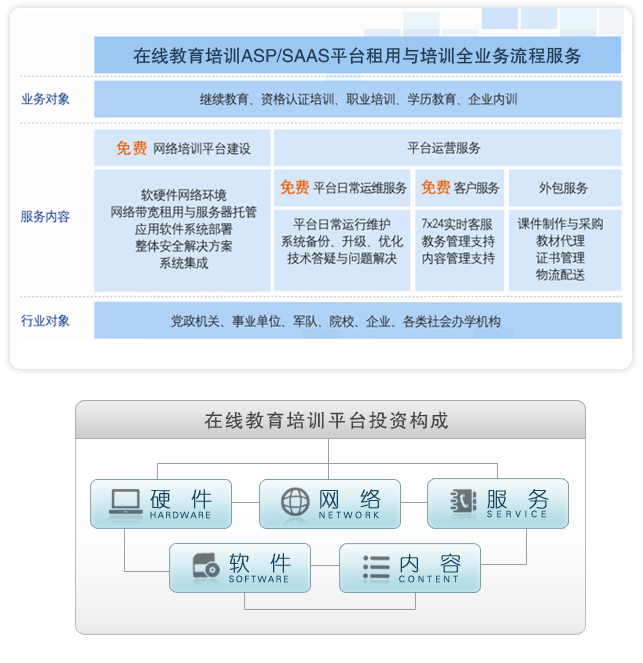 在线教育培训ASP/SAAS平台租用与培训全业务流程服务
业务对象
继续教育、资格认证培训、职业培训、学历教育、企业内训
服务内容
免费 网络培训平台建设
平台运营服务
软硬件网络环境
网络带宽租用与服务器托管
应用软件系统部署
整体安全解决方案
系统集成
免费 平台日常运维服务
平台日常运行维护
系统备份、升级、优化
技术答疑与问题解决
免费 客户服务
7x24实时客服
教务管理支持
内容管理支持
外包服务
课件制作与采购
教材代理
证书管理
物流配送
行业对象
党政机关、事业单位、军队、院校、企业、各类社会办学机构
在线教育培训平台投资构成
硬 件
HARDWARE
网 络
NETWORK
服 务
SERVICE
软 件
SOFTWARE
内 容
CONTENT